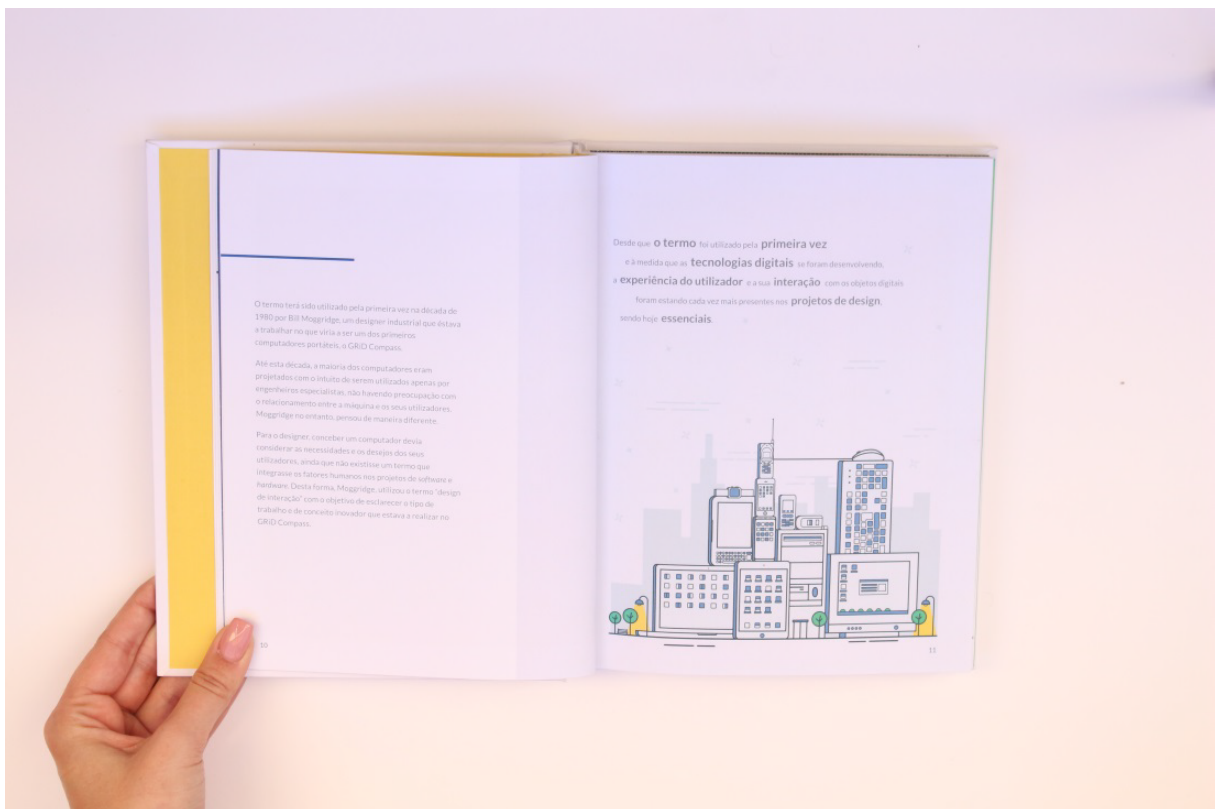 O termo terá sido utilizado pela primeira vez na década de
1980 por Bill Moggridge, um designer industrial que estava
a trabalhar no que viria a ser um dos primeiros
computadores portáteis, o GRiD Compass.
Até esta década, a maioria dos computadores eram
projetados com o intuito de serem utilizados apenas por
engenheiros especialistas, não havendo preocupação com
o relacionamento entre a máquina e os seus utilizadores.
Moggridge no entanto, pensou de maneira diferente.
Para o designer, conceber um computador devia
considerar as necessidades e os desejos dos seus
utilizadores, ainda que não existisse um termo que
integrasse os fatores humanos nos projetos de software e
hardware. Desta forma, Moggridge, utilizou o termo "design
de interação" com o objetivo de esclarecer o tipo de
trabalho e de conceito inovador que estava a realizar no
GRiD Compass.
10
Desde que o termo foi utilizado pela primeira vez
e à medida que as tecnologias digitais se foram desenvolvendo,
a experiência do utilizador e a sua interação com os objetos digitais
foram estando cada vez mais presentes nos projetos de design,
sendo hoje essenciais.
11